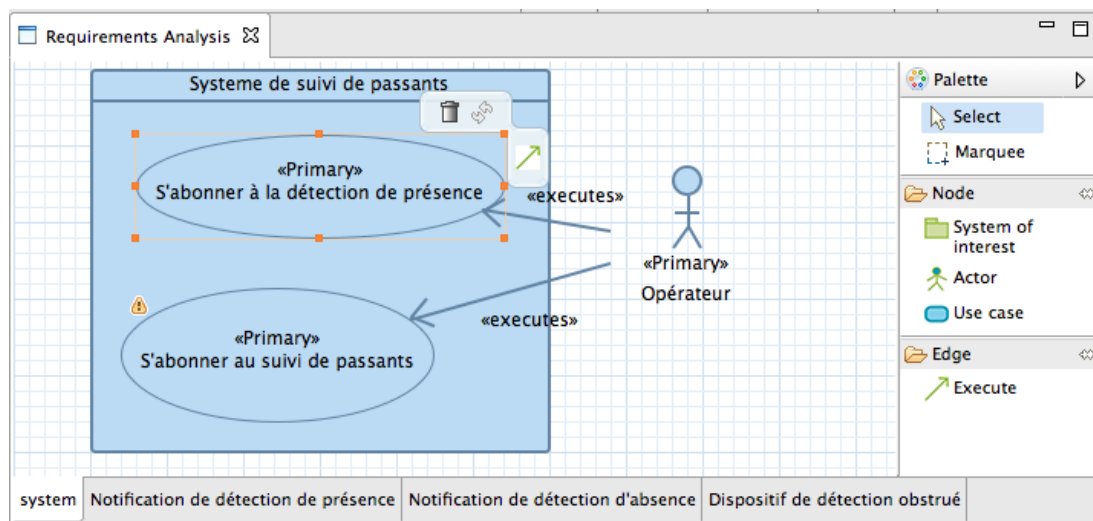 Requirements Analysis
Systeme de suivi de passants
«Primary»
S'abonner à la détection de présence
«executes»
«Primary»
Opérateur
«executes»
«Primary»
S'abonner au suivi de passants
Palette
Select
Marquee
Node
System of
interest
Actor
Use case
Edge
Execute
system
Notification de détection de présence
Notification de détection d'absence
Dispositif de détection obstrué